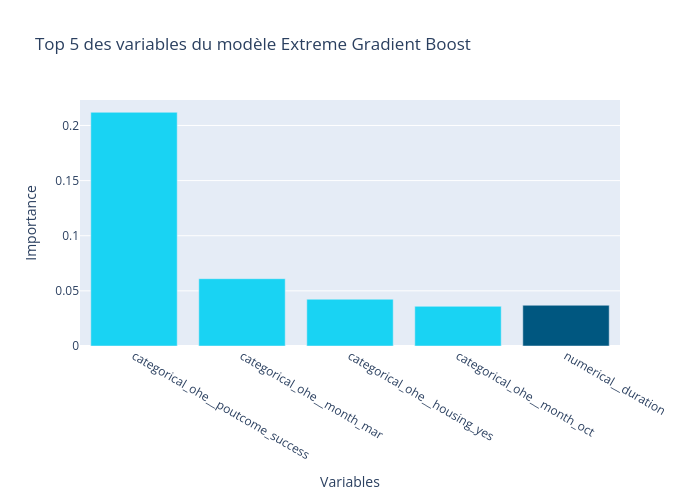 Top 5 des variables du modèle Extreme Gradient Boost
Importance
0.2
0.15
0.1
0.05
0
categorical_ohe__poutcome_success
categorical_ohe__month_mar
categorical_ohe__housing_yes
categorical_ohe__month_oct
numerical__duration
Variables